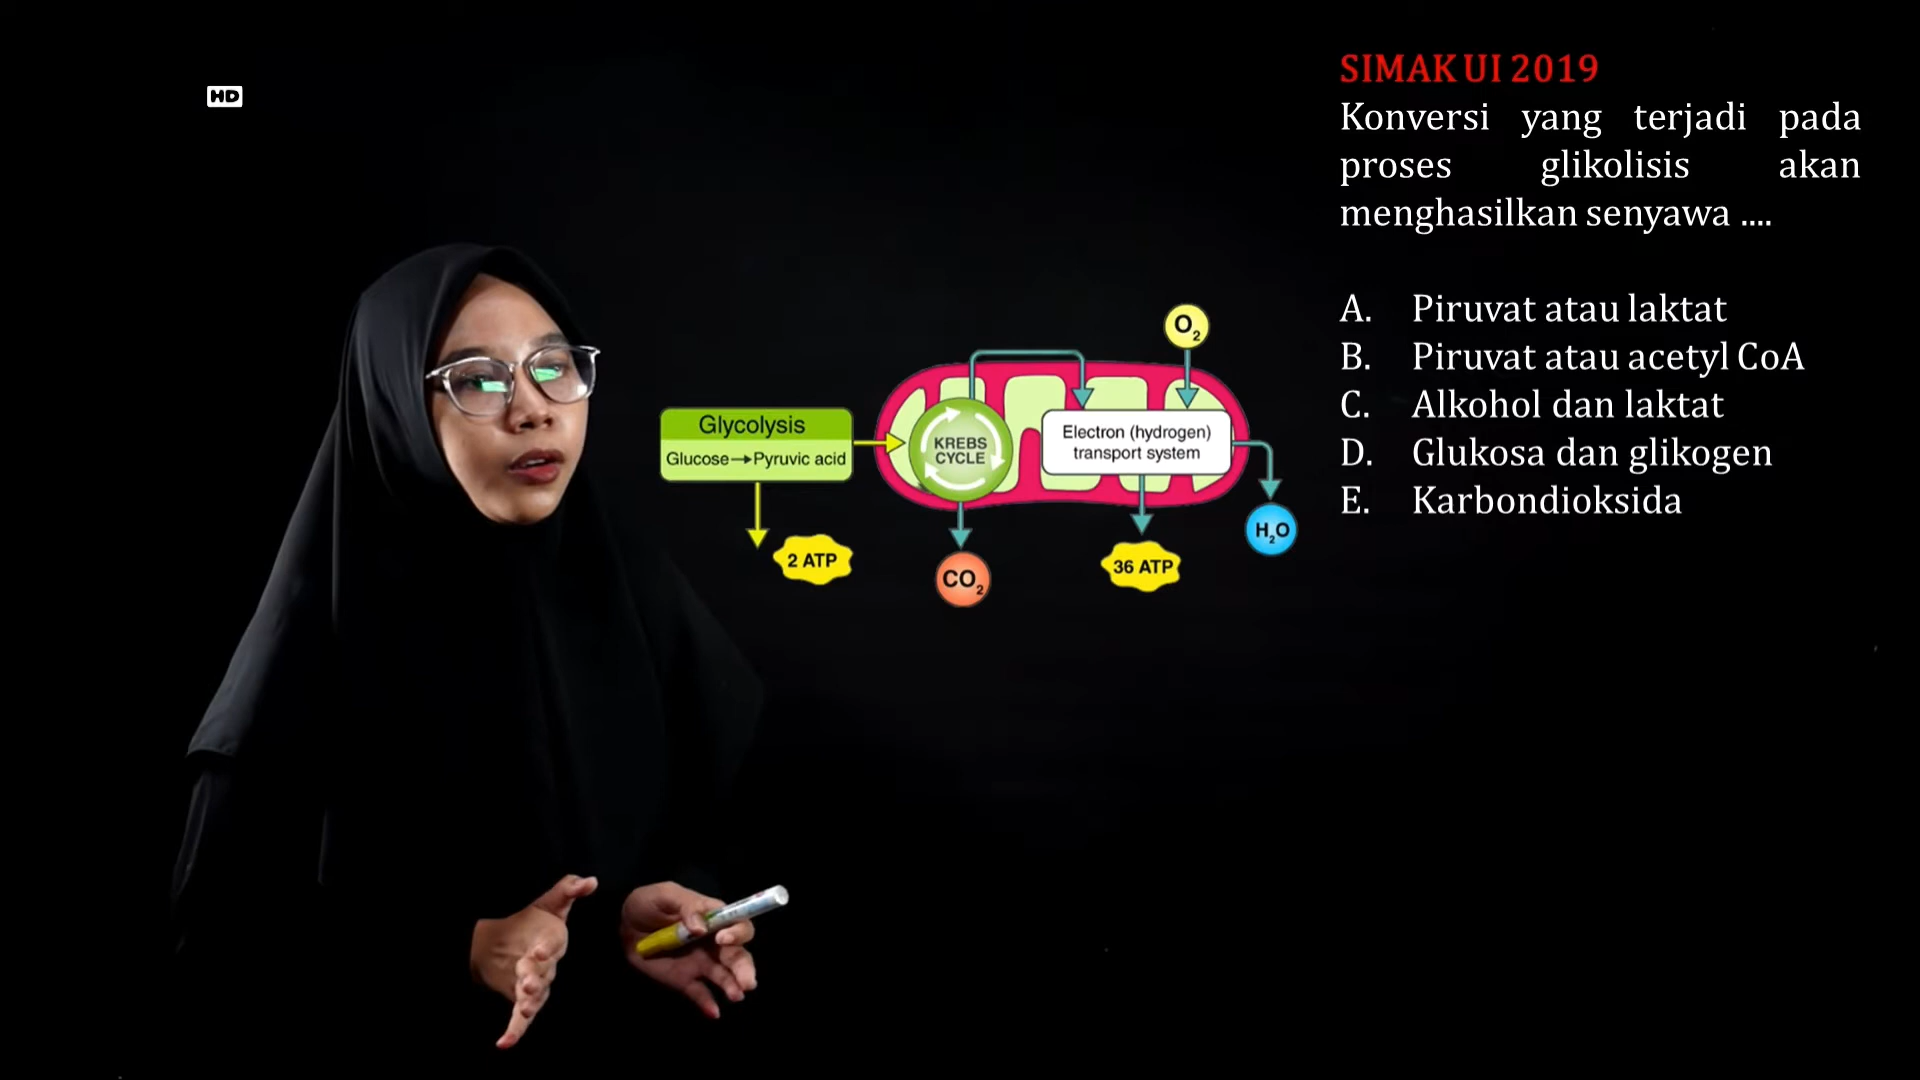 HD
SIMAK UI 2019
Konversi yang terjadi pada
proses glikolisis akan
menghasilkan senyawa ....
A. Piruvat atau laktat
B. Piruvat atau acetyl CoA
C. Alkohol dan laktat
D. Glukosa dan glikogen
E. Karbondioksida
Glycolysis
Glucose→Pyruvic acid
2 ATP
KREBS
CYCLE
CO₂
O₂
Electron (hydrogen)
transport system
36 ATP
H₂O